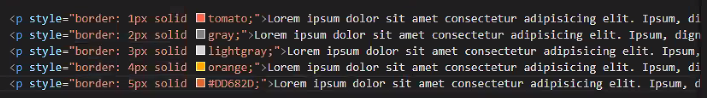 <p style="border: 1px solid tomato;">Lorem ipsum dolor sit amet consectetur adipisicing elit. Ipsum, di
<p style="border: 2px solid gray;">Lorem ipsum dolor sit amet consectetur adipisicing elit. Ipsum, dign
<p style="border: 3px solid lightgray;">Lorem ipsum dolor sit amet consectetur adipisicing elit. Ipsum,
<p style="border: 4px solid orange;">Lorem ipsum dolor sit amet consectetur adipisicing elit. Ipsum, di
<p style="border: 5px solid #DD682D;">Lorem ipsum dolor sit amet consectetur adipisicing elit. Ipsum, d